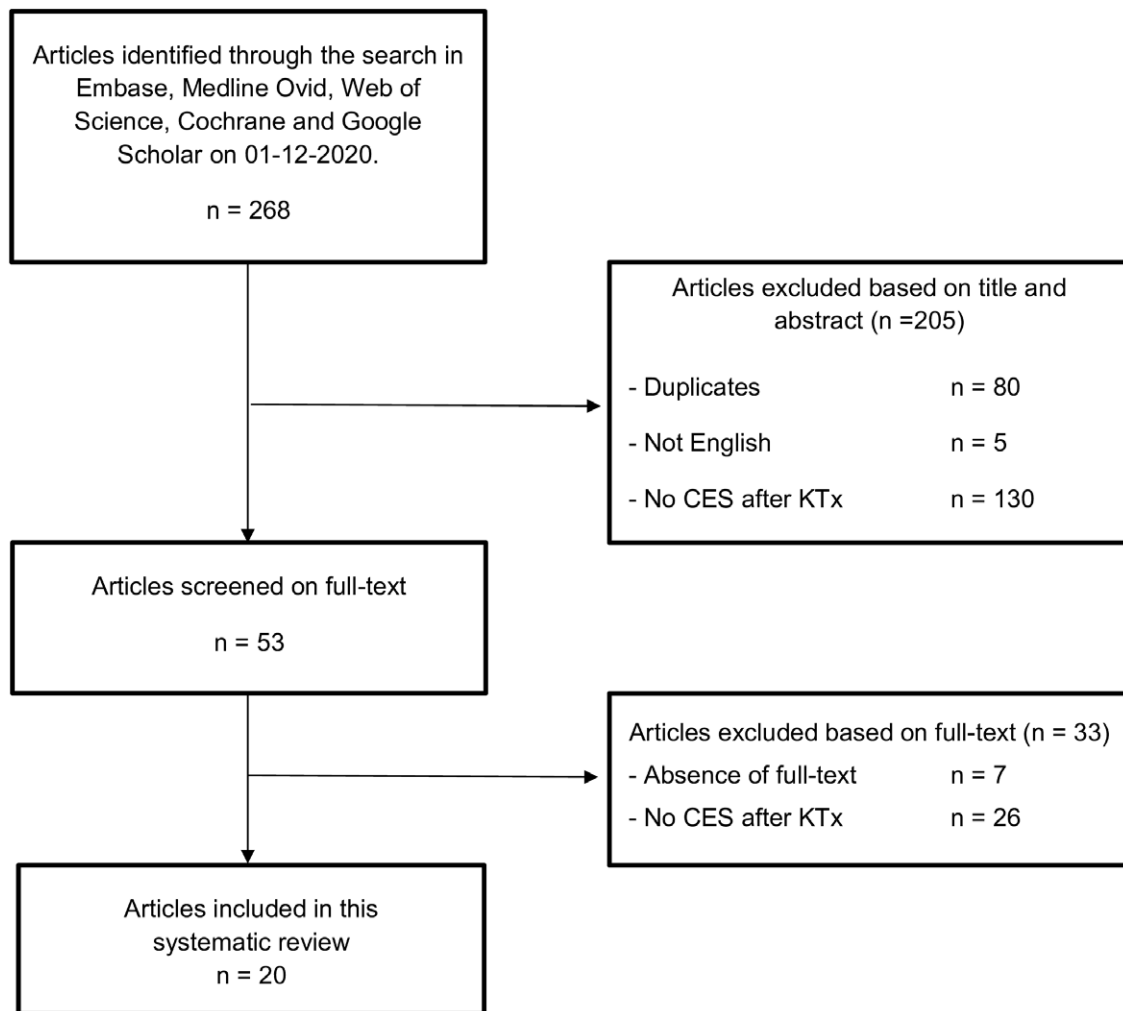 Articles identified through the search in
Embase, Medline Ovid, Web of
Science, Cochrane and Google
Scholar on 01-12-2020.
n = 268
Articles excluded based on title and
abstract (n =205)
- Duplicates n = 80
- Not English n = 5
- No CES after KTx n = 130
Articles screened on full-text
n = 53
Articles excluded based on full-text (n = 33)
- Absence of full-text n = 7
- No CES after KTx n = 26
Articles included in this
systematic review
n = 20